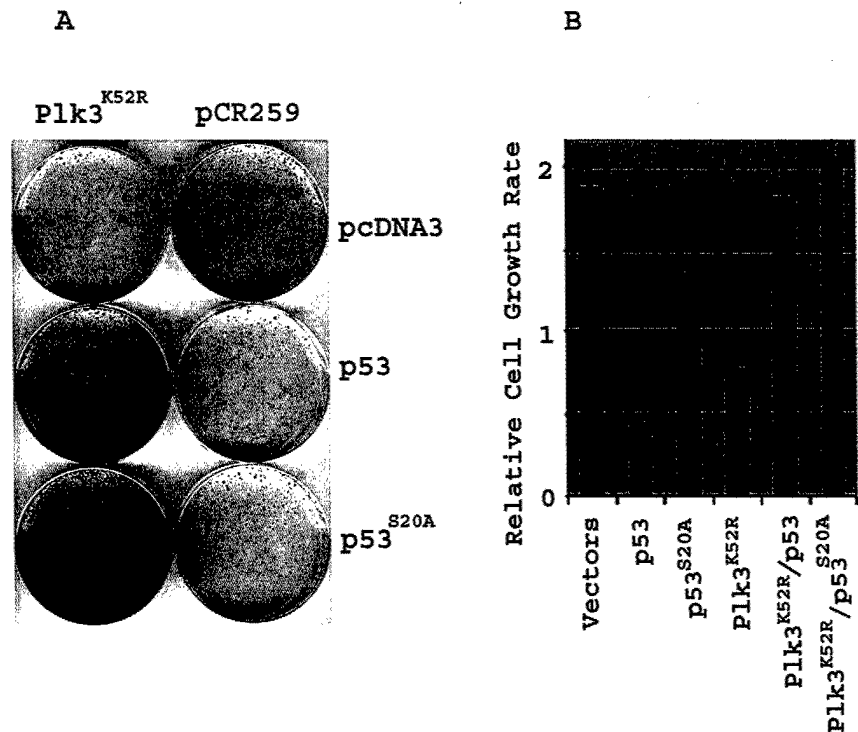 A
B
Plk3K52R
pCR259
pcDNA3
p53
p53S20A
Relative Cell Growth Rate
2
1
0
Vectors
p53
p53S20A
Plk3K52R
Plk3K52R/p53
Plk3K52R/p53S20A